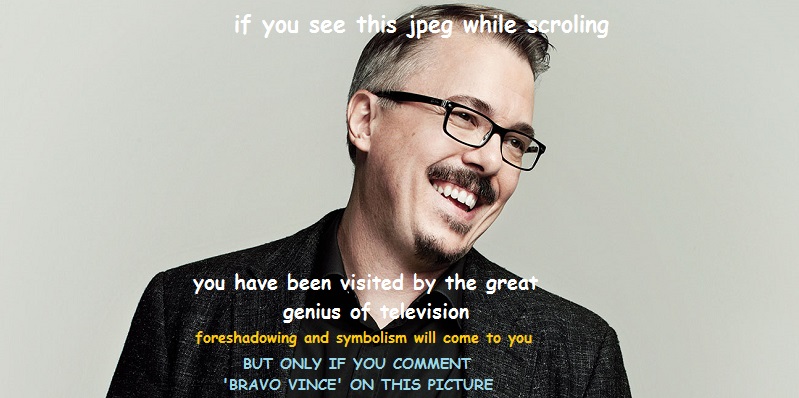 if you see this jpeg while scroling
you have been visited by the great
genius of television
foreshadowing and symbolism will come to you
BUT ONLY IF YOU COMMENT
'BRAVO VINCE' ON THIS PICTURE